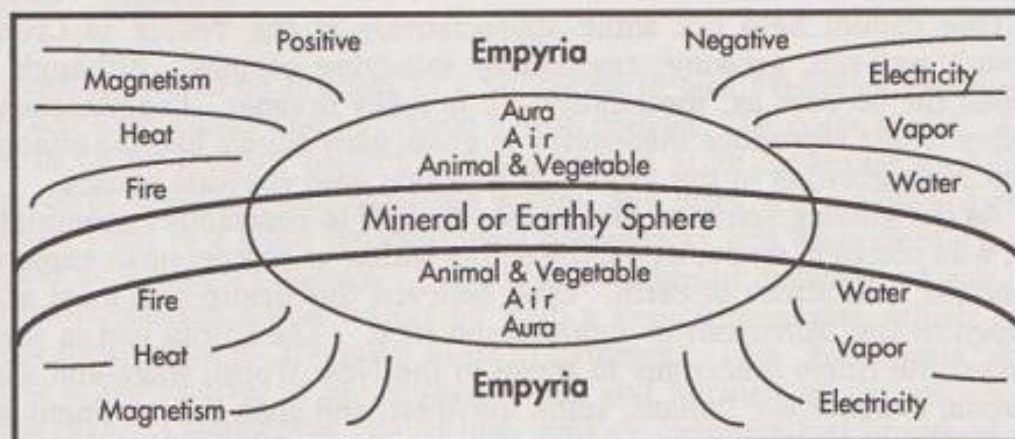 Positive Empyria Negative
Magnetism Electricity
Aura
Heat Air Vapor
Animal & Vegetable
Fire Water
Mineral or Earthly Sphere
Animal & Vegetable
Fire Air Water
Aura
Heat Vapor
Empyria
Magnetism Electricity